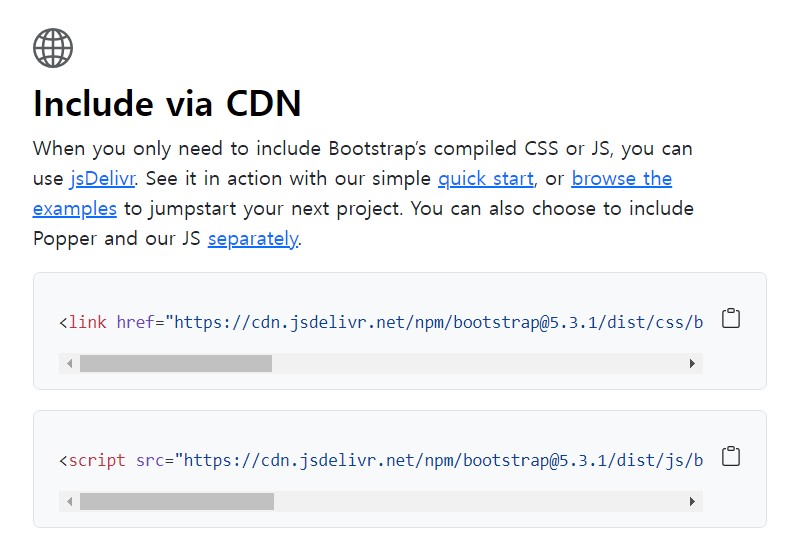 Include via CDN
When you only need to include Bootstrap’s compiled CSS or JS, you can
use jsDelivr. See it in action with our simple quick start, or browse the
examples to jumpstart your next project. You can also choose to include
Popper and our JS separately.
<link href="https://cdn.jsdelivr.net/npm/bootstrap@5.3.1/dist/css/b
<script src="https://cdn.jsdelivr.net/npm/bootstrap@5.3.1/dist/js/b